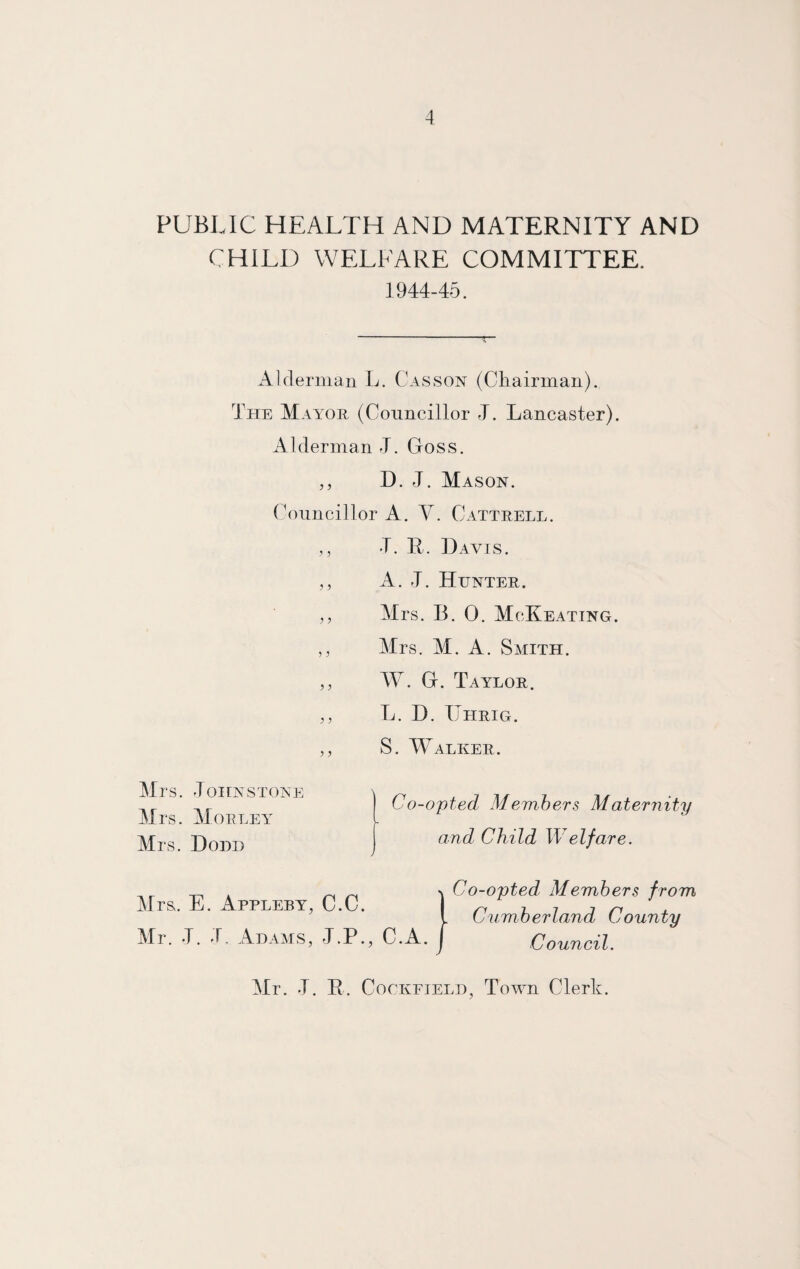 4
PUBLIC HEALTH AND MATERNITY AND
CHILD WELFARE COMMITTEE.
1944-45.
Alderman L. Casson (Chairman).
The Mayor (Councillor J. Lancaster).
Alderman J. Goss.
,, D. J. Mason.
Councillor A. V. Cattrell.
,, J. R. Davis.
,, A. J. Hunter.
,, Mrs. B. O. McKeating.
,, Mrs. M. A. Smith.
,, W. G. Taylor.
,, L. D. Uhrig.
,, S. Walker.
Mrs. Johnstone
Mrs. Morley
Mrs. Dodd
Co-opted Members Maternity
and Child Welfare.
Mrs. E. Appleby, C.C.
Mr. J. J. Adams, J.P., C.A.
Co-opted Members from
Cumberland County
Council.
Mr. J. R. Cockfield, Town Clerk.